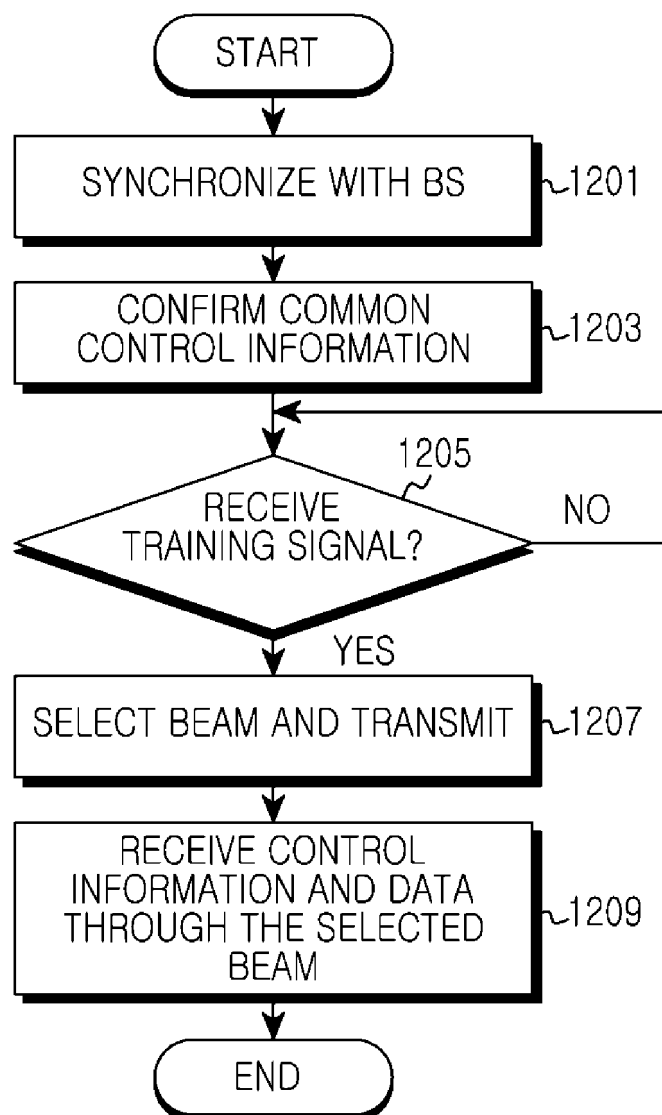 START
SYNCHRONIZE WITH BS
1201
CONFIRM COMMON
CONTROL INFORMATION
1203
1205
RECEIVE
TRAINING SIGNAL?
NO
YES
SELECT BEAM AND TRANSMIT
1207
RECEIVE CONTROL
INFORMATION AND DATA
THROUGH THE SELECTED
BEAM
1209
END